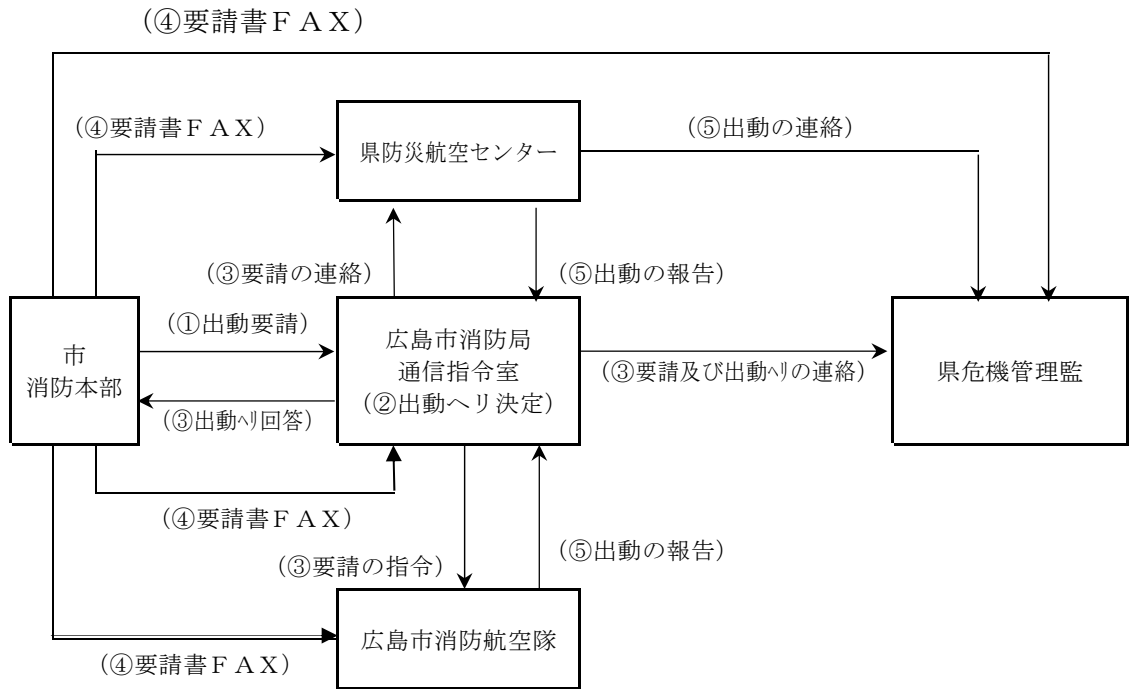 （④要請書ＦＡＸ）
（④要請書ＦＡＸ）
（⑤出動の連絡）
県防災航空センター
（③要請の連絡）
（⑤出動の報告）
市
消防本部
（①出動要請）
（③出動ﾍﾘ回答）
広島市消防局
通信指令室
（②出動ヘリ決定）
（③要請及び出動ﾍﾘの連絡）
県危機管理監
（④要請書ＦＡＸ）
（③要請の指令）
（⑤出動の報告）
広島市消防航空隊
（④要請書ＦＡＸ）